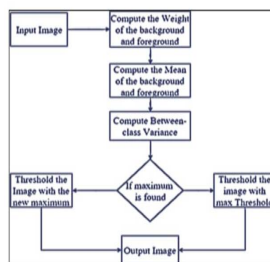 Input Image
Compute the Weight
of the background
and foreground
Compute the Mean
of the background
and foreground
Compute Between-
class Variance
If maximum
is found
Threshold the
Image with the
new maximum
Threshold the
image with
max Threshold
Output Image